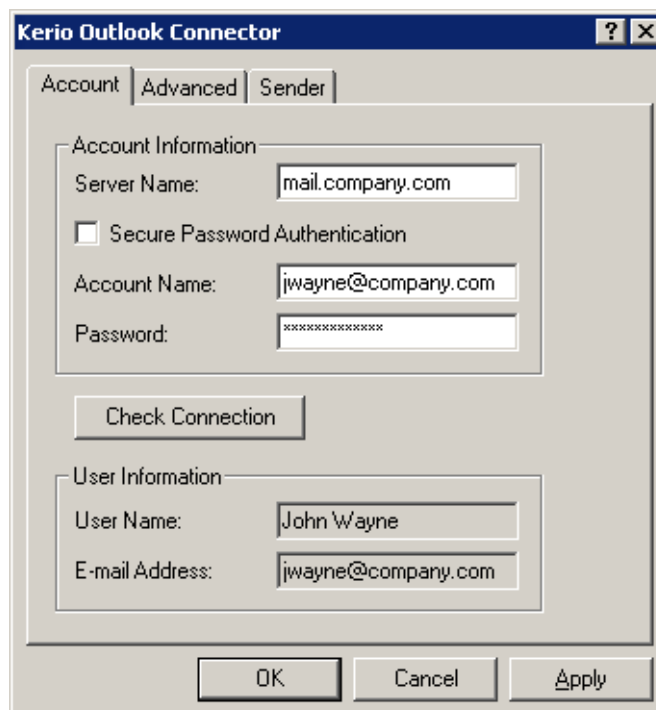 Kerio Outlook Connector
Account Advanced Sender
Account Information
Server Name: mail.company.com
Secure Password Authentication
Account Name: jwayne@company.com
Password: *************
Check Connection
User Information
User Name: John Wayne
E-mail Address: jwayne@company.com
OK Cancel Apply